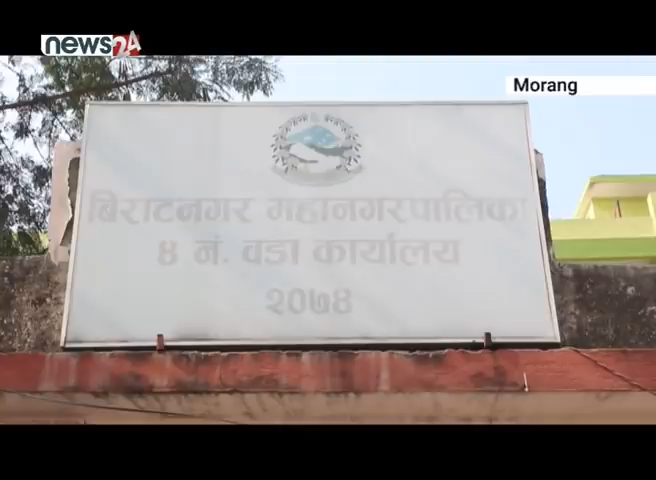 news24
Morang
बिराटनगर महानगरपालिका
४ नं. वडा कार्यालय
२०७४